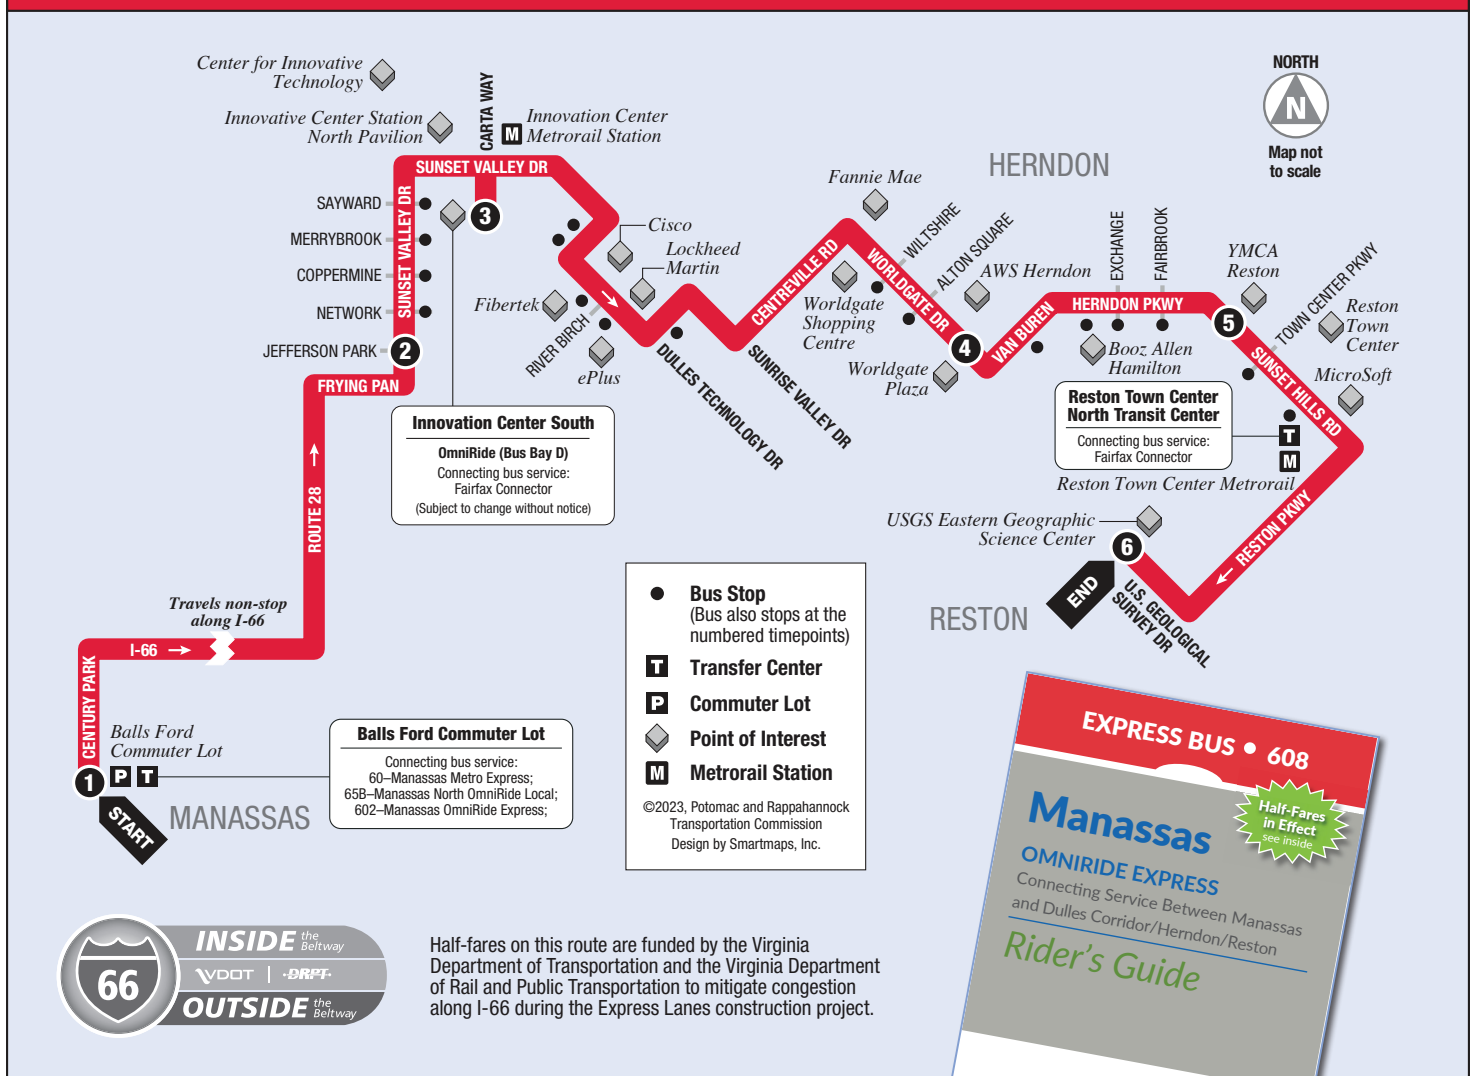 Center for Innovative
Technology
Innovative Center Station
North Pavilion
CARTA WAY
M
Innovation Center
Metrorail Station
NORTH
N
Map not
to scale
HERNDON
SUNSET VALLEY DR
SAYWARD
MERRYBROOK
COPPERMINE
NETWORK
JEFFERSON PARK
SUNSET VALLEY DR
2
3
FRYING PAN
Cisco
Lockheed
Martin
Fibertek
RIVER BIRCH
ePlus
DULLES TECHNOLOGY DR
SUNRISE VALLEY DR
CENTREVILLE RD
Fannie Mae
WORLDGATE DR
WILTSHIRE
ALTON SQUARE
Worldgate
Shopping
Centre
Worldgate
Plaza
4
AWS Herndon
VAN BUREN
EXCHANGE
FAIRBROOK
HERNDON PKWY
Booz Allen
Hamilton
5
YMCA
Reston
TOWN CENTER PKWY
Reston
Town
Center
SUNSET HILLS RD
MicroSoft
Reston Town Center
North Transit Center
Connecting bus service:
Fairfax Connector
T
M
Reston Town Center Metrorail
RESTON PKWY
USGS Eastern Geographic
Science Center
6
END
U.S. GEOLOGICAL
SURVEY DR
RESTON
Innovation Center South
OmniRide (Bus Bay D)
Connecting bus service:
Fairfax Connector
(Subject to change without notice)
ROUTE 28
Travels non-stop
along I-66
I-66
CENTURY PARK
Balls Ford
Commuter Lot
1
P T
START
MANASSAS
Balls Ford Commuter Lot
Connecting bus service:
60–Manassas Metro Express;
65B–Manassas North OmniRide Local;
602–Manassas OmniRide Express;
Bus Stop
(Bus also stops at the
numbered timepoints)
T Transfer Center
P Commuter Lot
Point of Interest
M Metrorail Station
©2023, Potomac and Rappahannock
Transportation Commission
Design by Smartmaps, Inc.
EXPRESS BUS • 608
Half-Fares
in Effect
see inside
Manassas
OMNIRIDE EXPRESS
Connecting Service Between Manassas
and Dulles Corridor/Herndon/Reston
Rider's Guide
66
INSIDE the Beltway
VDOT | DRPT
OUTSIDE the Beltway
Half-fares on this route are funded by the Virginia
Department of Transportation and the Virginia Department
of Rail and Public Transportation to mitigate congestion
along I-66 during the Express Lanes construction project.